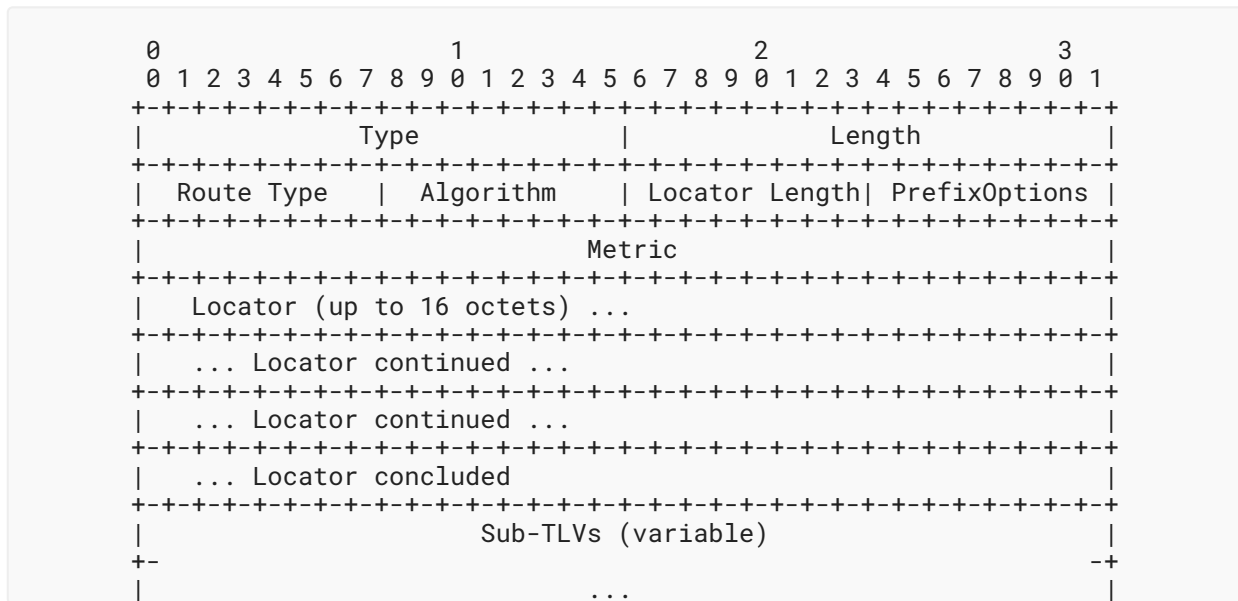 0                   1                   2                   3
 0 1 2 3 4 5 6 7 8 9 0 1 2 3 4 5 6 7 8 9 0 1 2 3 4 5 6 7 8 9 0 1
+-+-+-+-+-+-+-+-+-+-+-+-+-+-+-+-+-+-+-+-+-+-+-+-+-+-+-+-+-+-+-+-+
|              Type             |             Length            |
+-+-+-+-+-+-+-+-+-+-+-+-+-+-+-+-+-+-+-+-+-+-+-+-+-+-+-+-+-+-+-+-+
|  Route Type   |  Algorithm    | Locator Length| PrefixOptions |
+-+-+-+-+-+-+-+-+-+-+-+-+-+-+-+-+-+-+-+-+-+-+-+-+-+-+-+-+-+-+-+-+
|                             Metric                            |
+-+-+-+-+-+-+-+-+-+-+-+-+-+-+-+-+-+-+-+-+-+-+-+-+-+-+-+-+-+-+-+-+
|   Locator (up to 16 octets) ...                               |
+-+-+-+-+-+-+-+-+-+-+-+-+-+-+-+-+-+-+-+-+-+-+-+-+-+-+-+-+-+-+-+-+
|   ... Locator continued ...                                   |
+-+-+-+-+-+-+-+-+-+-+-+-+-+-+-+-+-+-+-+-+-+-+-+-+-+-+-+-+-+-+-+-+
|   ... Locator continued ...                                   |
+-+-+-+-+-+-+-+-+-+-+-+-+-+-+-+-+-+-+-+-+-+-+-+-+-+-+-+-+-+-+-+-+
|   ... Locator concluded                                       |
+-+-+-+-+-+-+-+-+-+-+-+-+-+-+-+-+-+-+-+-+-+-+-+-+-+-+-+-+-+-+-+-+
|                      Sub-TLVs (variable)                      |
+-                                                             -+
|                             ...                               |